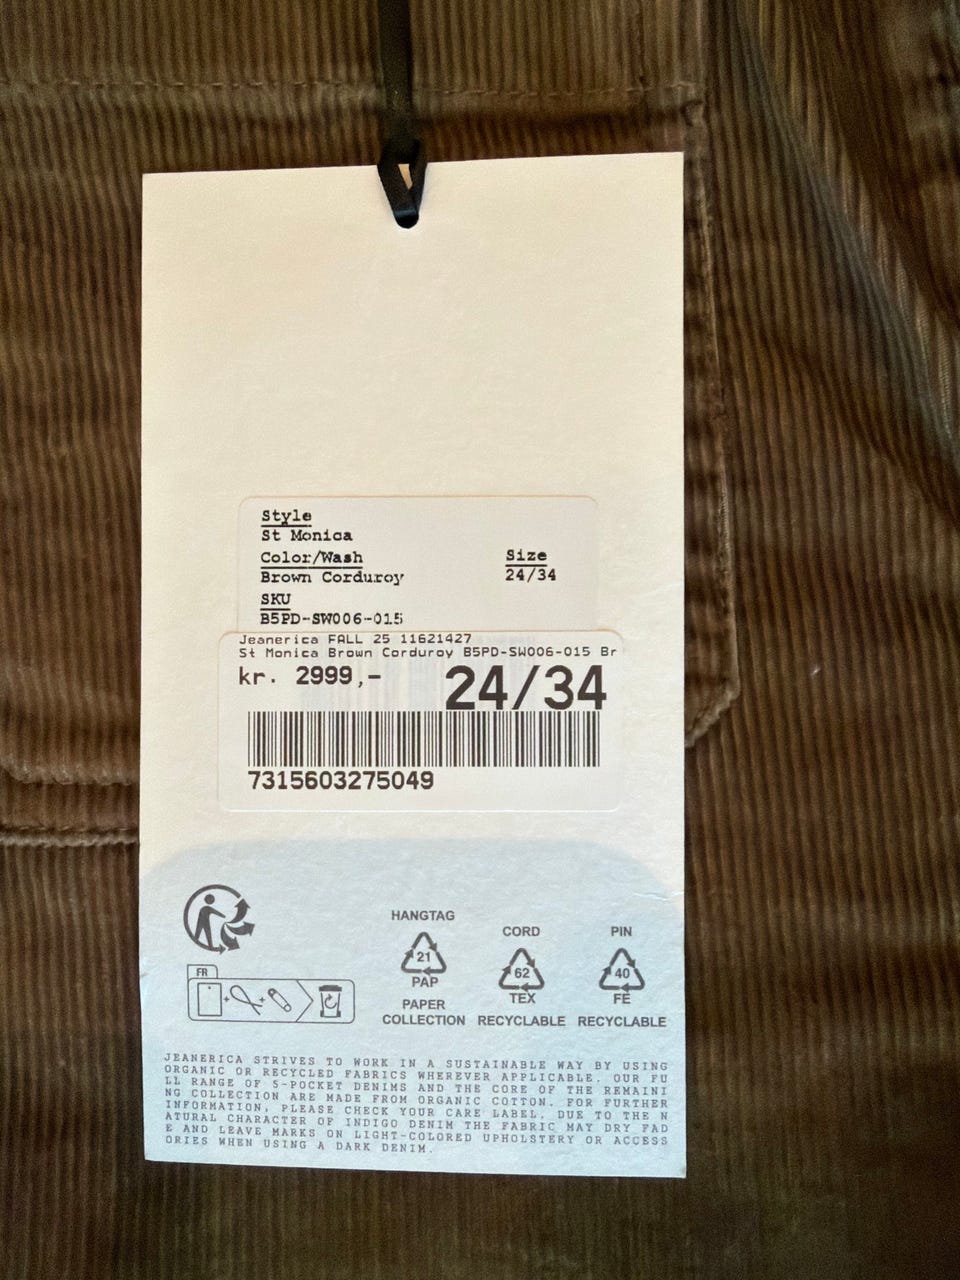 Style
St Monica
Color/Wash
Size
Brown Corduroy
24/34
SKU
B5PD-SW006-015
Jeanerica FALL 25 11621427
St Monica Brown Corduroy B5PD-SW006-015 Br
kr. 2999,-
24/34
7315603275049
HANGTAG
CORD
PIN
21
62
40
PAP
TEX
FE
FR
PAPER
COLLECTION
RECYCLABLE
RECYCLABLE
JEANERICA STRIVES TO WORK IN A SUSTAINABLE WAY BY USING
ORGANIC OR RECYCLED FABRICS WHEREVER APPLICABLE. OUR FU
LL RANGE OF 5-POCKET DENIMS AND THE CORE OF THE REMAINI
NG COLLECTION ARE MADE FROM ORGANIC COTTON. FOR FURTHER
INFORMATION, PLEASE CHECK YOUR CARE LABEL. DUE TO THE N
ATURAL CHARACTER OF INDIGO DENIM THE FABRIC MAY DRY FAD
E AND LEAVE MARKS ON LIGHT-COLORED UPHOLSTERY OR ACCESS
ORIES WHEN USING A DARK DENIM.